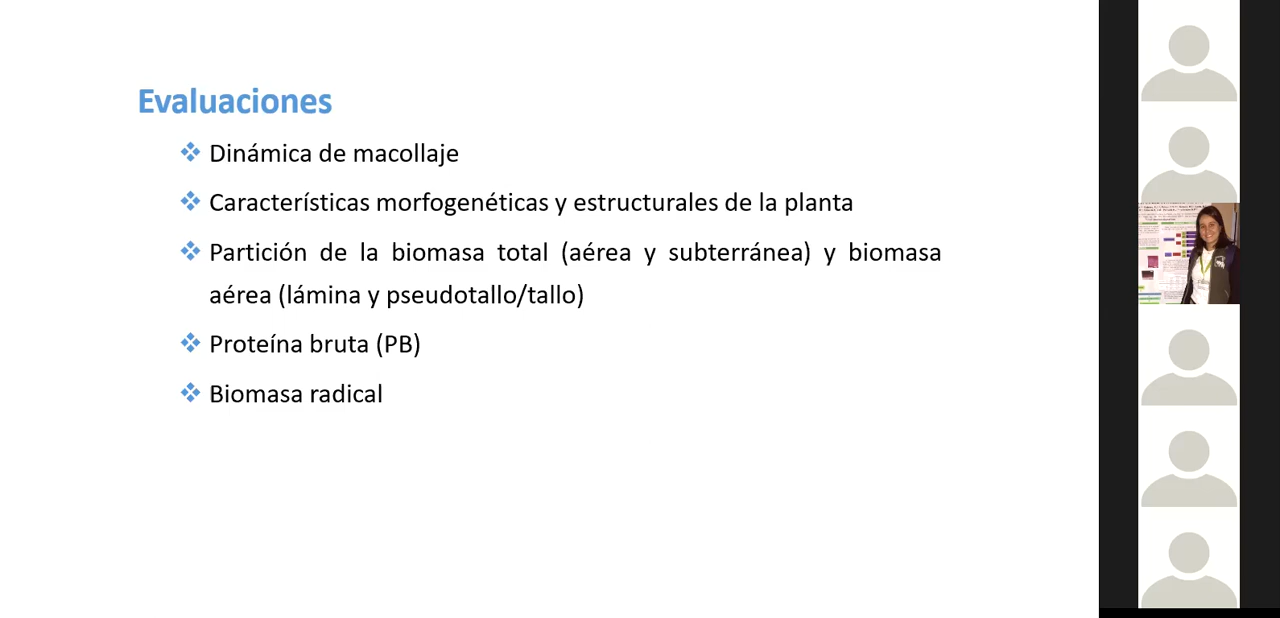 Evaluaciones
Dinámica de macollaje
Características morfogenéticas y estructurales de la planta
Partición de la biomasa total (aérea y subterránea) y biomasa
aérea (lámina y pseudotallo/tallo)
Proteína bruta (PB)
Biomasa radical